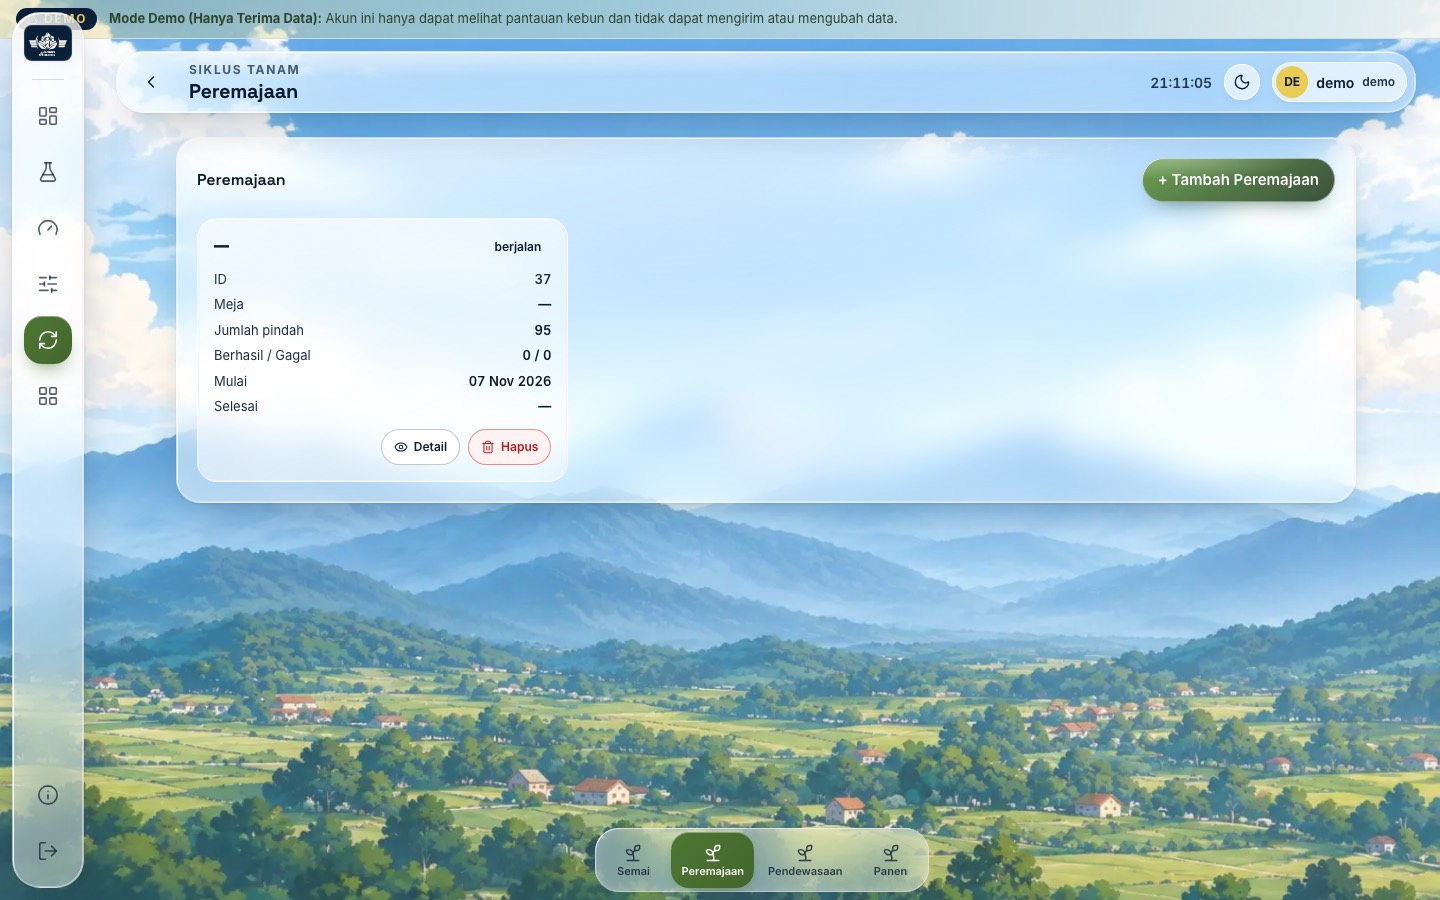 DEMO
Mode Demo (Hanya Terima Data): Akun ini hanya dapat melihat pantauan kebun dan tidak dapat mengirim atau mengubah data.
SIKLUS TANAM
Peremajaan
21:11:05
DE
demo
demo
Peremajaan
+ Tambah Peremajaan
—
berjalan
ID 37
Meja —
Jumlah pindah 95
Berhasil / Gagal 0 / 0
Mulai 07 Nov 2026
Selesai —
Detail
Hapus
Semai
Peremajaan
Pendewasaan
Panen